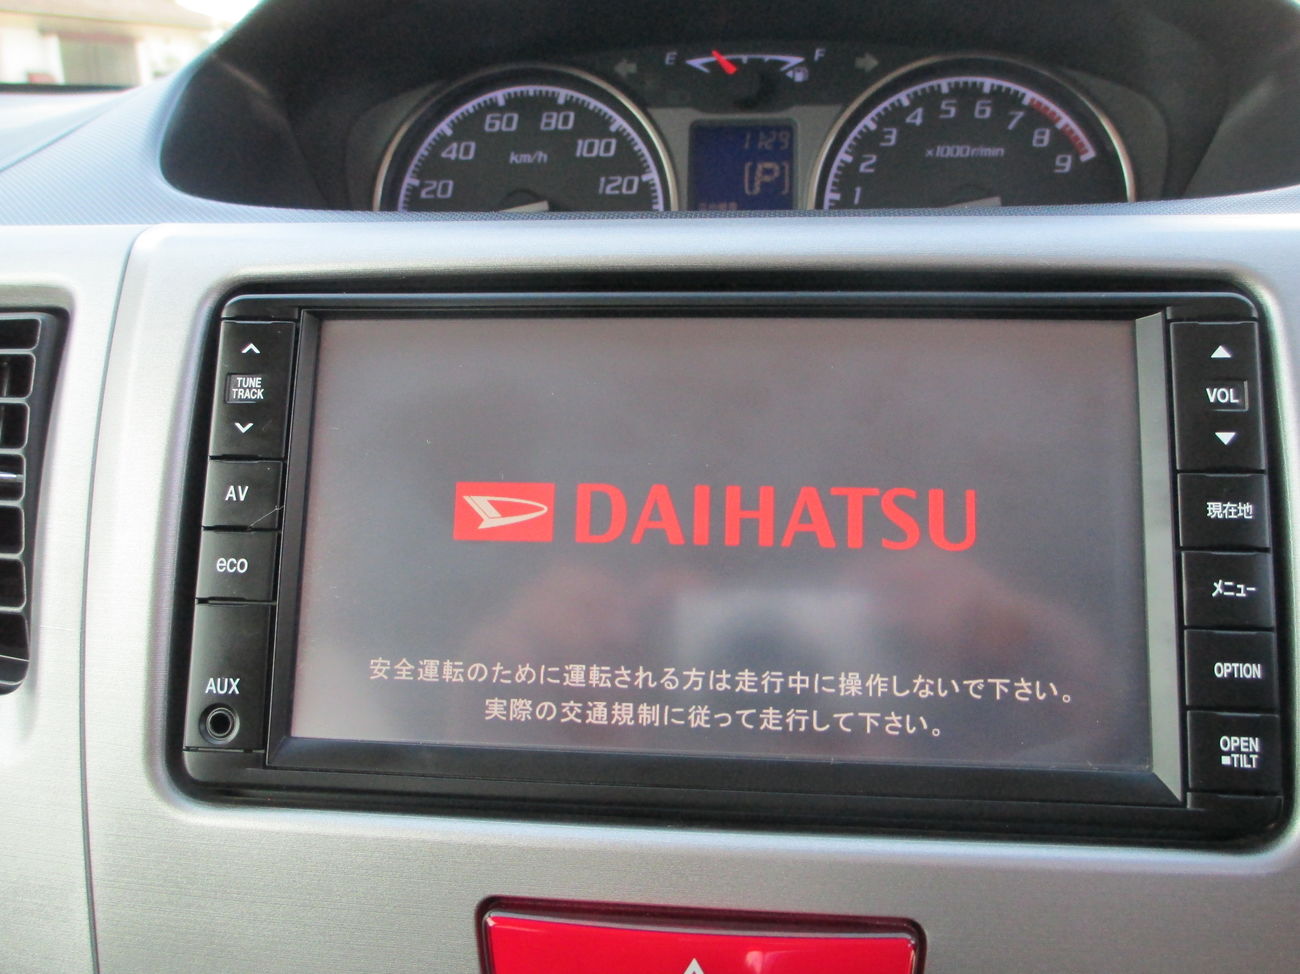 E F
20 40 60 80 100 120
km/h
11:29
P
1 2 3 4 5 6 7 8 9
×1000r/min
TUNE
TRACK
AV
eco
AUX
DAIHATSU
安全運転のために運転される方は走行中に操作しないで下さい。
実際の交通規制に従って走行して下さい。
VOL
現在地
メニュー
OPTION
OPEN
■TILT